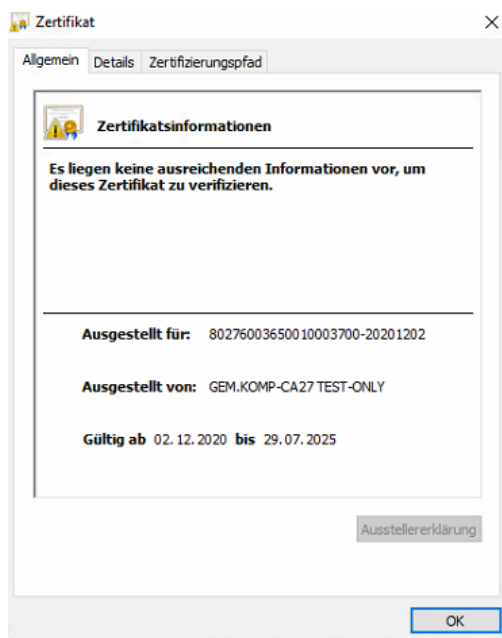 Zertifikat
Allgemein Details Zertifizierungspfad
Zertifikatsinformationen
Es liegen keine ausreichenden Informationen vor, um
dieses Zertifikat zu verifizieren.
Ausgestellt für: 80276003650010003700-20201202
Ausgestellt von: GEM.KOMP-CA27 TEST-ONLY
Gültig ab 02.12.2020 bis 29.07.2025
Ausstellererklärung
OK